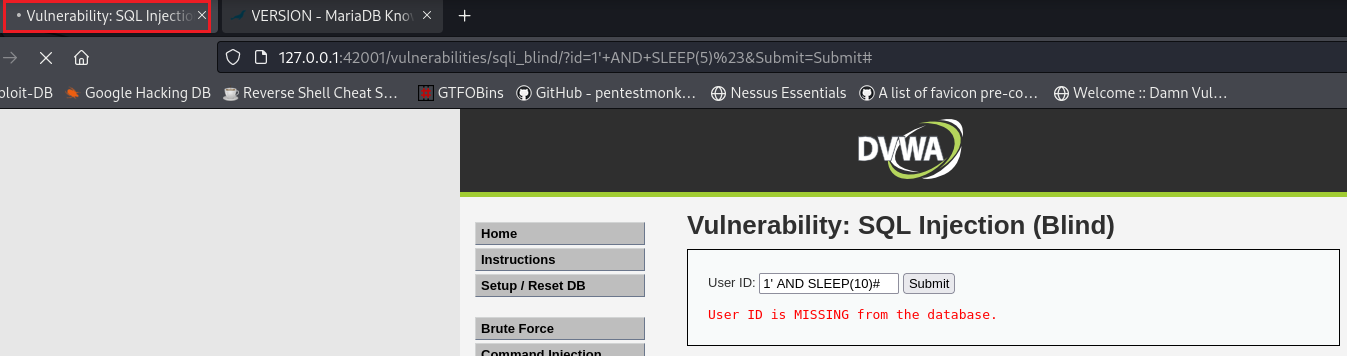 • Vulnerability: SQL Injectio ×
VERSION - MariaDB Kno ×
+
127.0.0.1:42001/vulnerabilities/sqli_blind/?id=1'+AND+SLEEP(5)%23&Submit=Submit#
ploit-DB Google Hacking DB Reverse Shell Cheat S… GTFOBins GitHub - pentestmonk… Nessus Essentials A list of favicon pre-co… Welcome :: Damn Vul…
DVWA
Vulnerability: SQL Injection (Blind)
Home
Instructions
Setup / Reset DB
Brute Force
Command Injection
User ID: 1' AND SLEEP(10)# Submit
User ID is MISSING from the database.